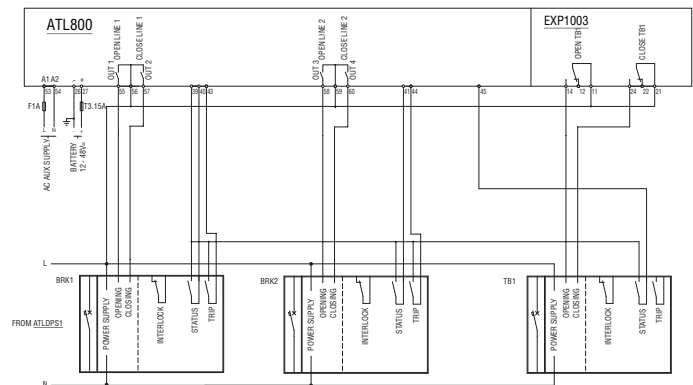 ATL800
EXP1003
OUT 1
OPEN LINE 1
CLOSE LINE 1
OUT 2
OUT 3
OPEN LINE 2
CLOSE LINE 2
OUT 4
OPEN TB1
CLOSE TB1
A1 A2 - +
53 54 26 27 55 56 57 39 40 43 58 59 60 41 44 45 14 12 11 24 22 21
F1A
T3.15A
L N - +
AC AUX SUPPLY
BATTERY
12 - 48V=
L
BRK1
BRK2
TB1
FROM ATLDPS1
POWER SUPPLY
OPENING
CLOSING
INTERLOCK
STATUS
TRIP
POWER SUPPLY
OPENING
CLOSING
INTERLOCK
STATUS
TRIP
POWER SUPPLY
OPENING
CLOSING
INTERLOCK
STATUS
TRIP
N